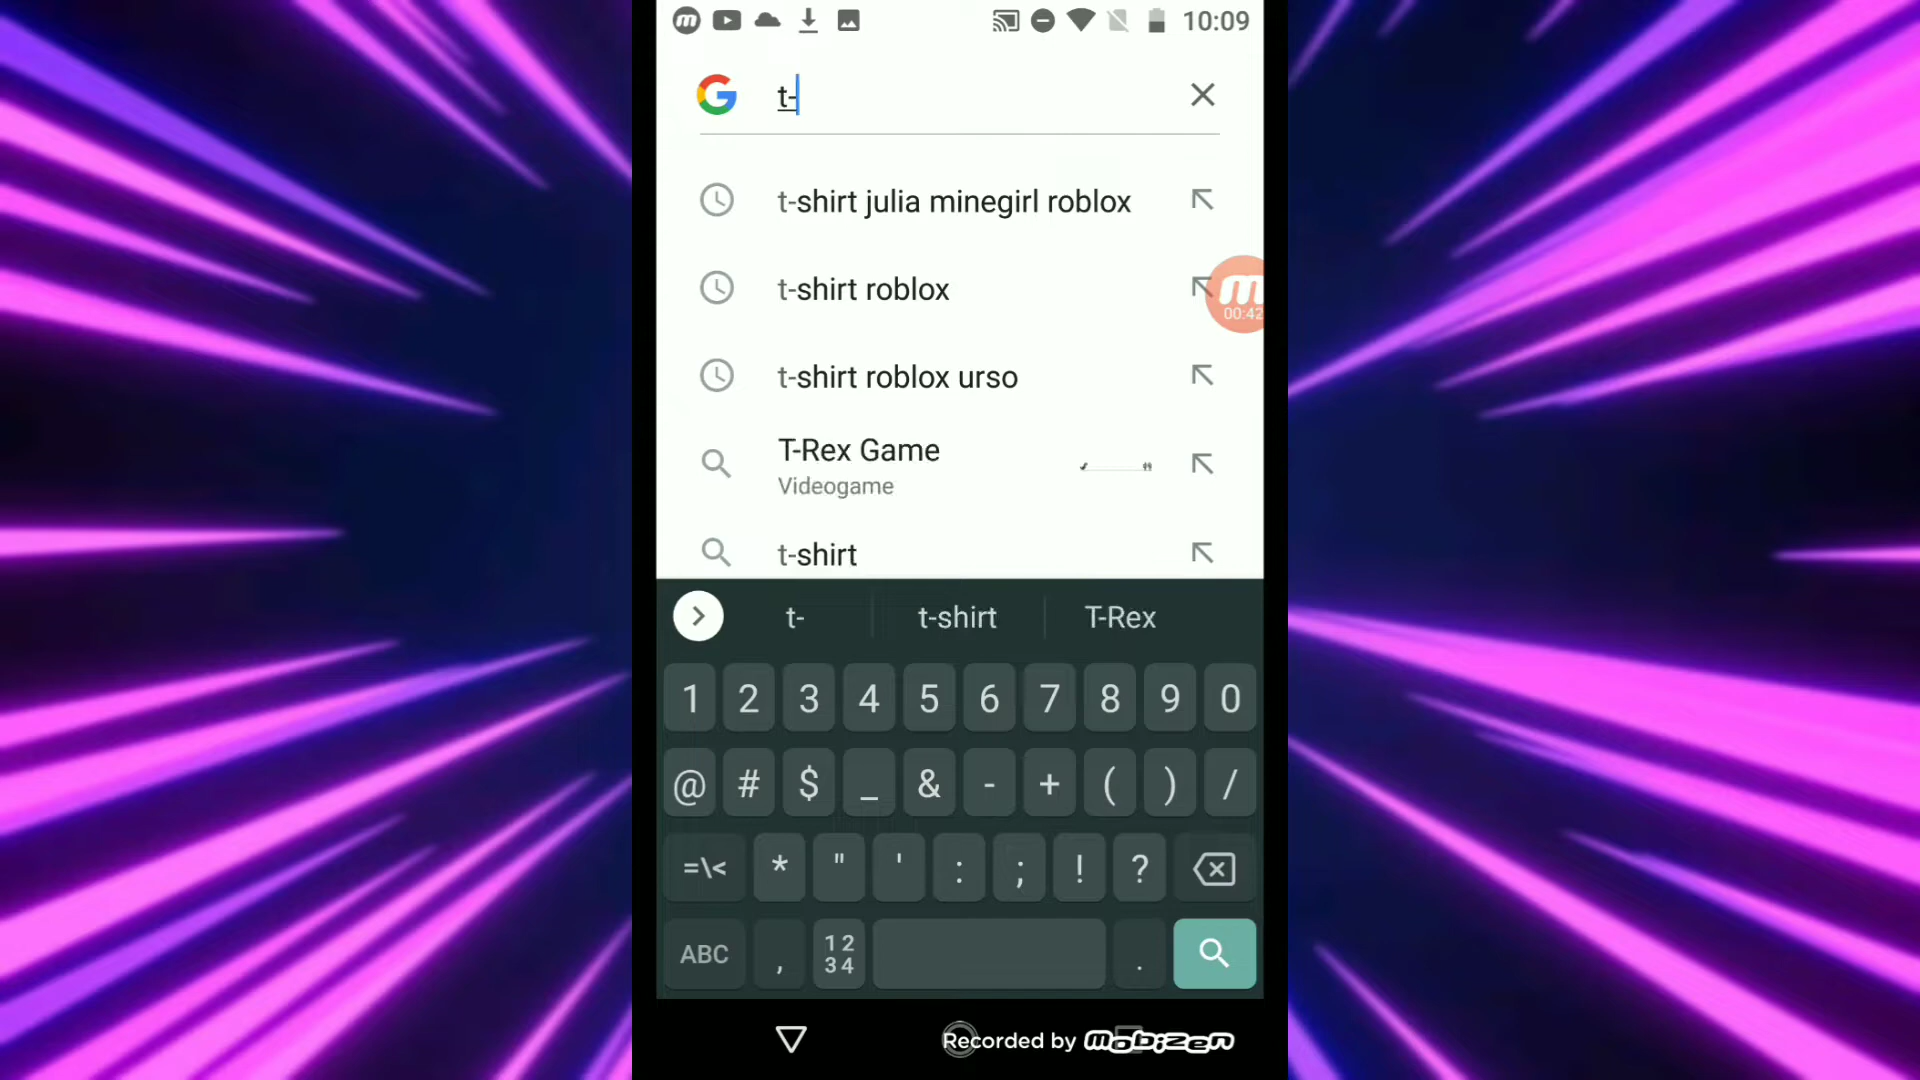 10:09
t-
t-shirt julia minegirl roblox
t-shirt roblox
00:42
t-shirt roblox urso
T-Rex Game
Videogame
t-shirt
t- t-shirt T-Rex
1 2 3 4 5 6 7 8 9 0
@ # $ _ & - + ( ) /
=\< * " ' : ; ! ?
ABC , 12 34 .
Recorded by mobizen